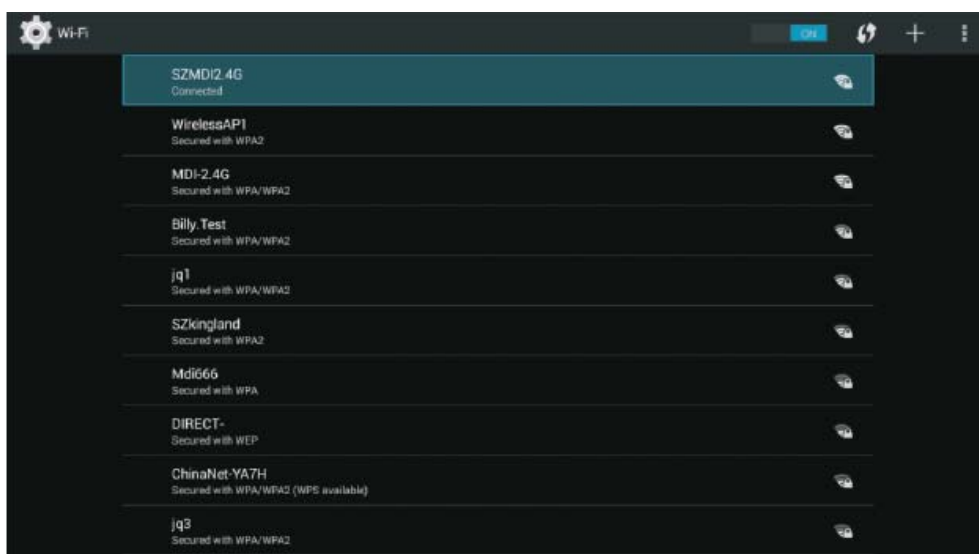 Wi-Fi
ON
SZMDI2.4G
Connected
WirelessAP1
Secured with WPA2
MDI-2.4G
Secured with WPA/WPA2
Billy.Test
Secured with WPA/WPA2
jq1
Secured with WPA/WPA2
SZkingland
Secured with WPA2
Mdi666
Secured with WPA
DIRECT-
Secured with WEP
ChinaNet-YA7H
Secured with WPA/WPA2 (WPS available)
jq3
Secured with WPA/WPA2